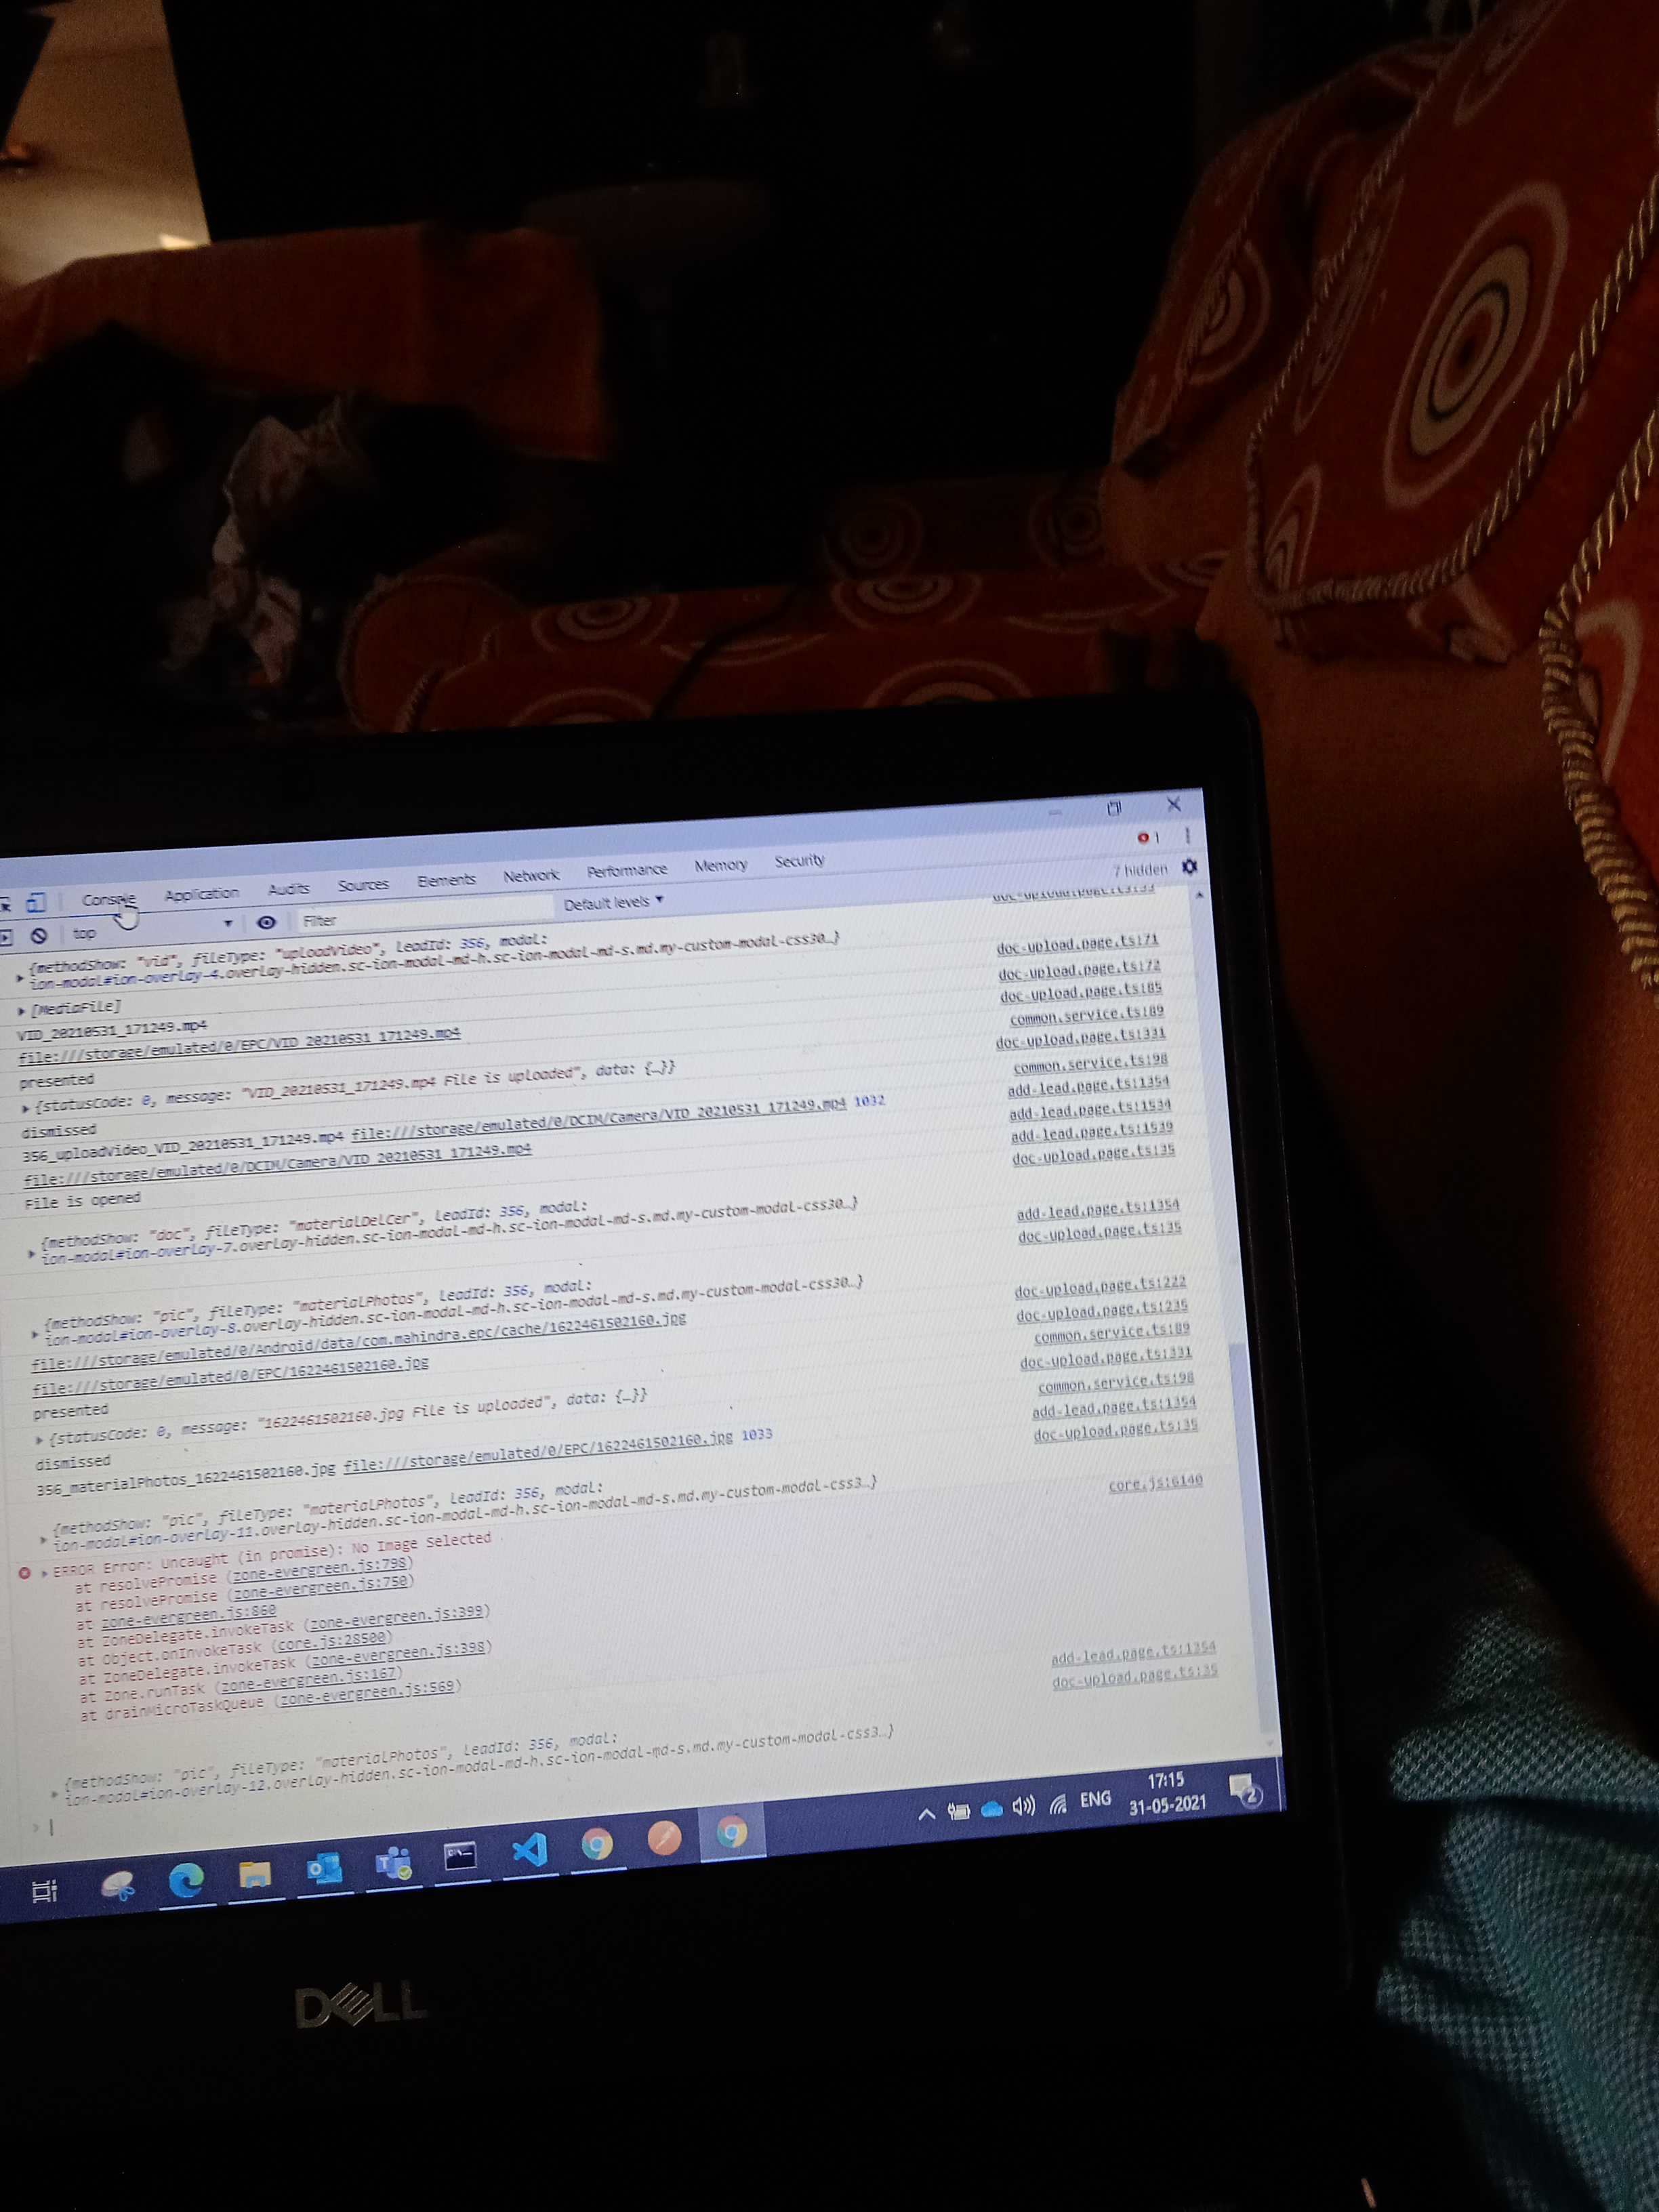 Console Application Audits Sources Elements Network Performance Memory Security
1
top Filter Default levels ▼ 7 hidden
{methodShow: "vid", fileType: "uploadVideo", LeadId: 356, modal:
ion-modal#ion-overlay-4.overlay-hidden.sc-ion-modal-md-h.sc-ion-modal-md-s.md.my-custom-modal-css30…}
doc-upload.page.ts:71
[MediaFile]
doc-upload.page.ts:72
VID_20210531_171249.mp4
doc-upload.page.ts:85
file:///storage/emulated/0/EPC/VID_20210531_171249.mp4
common.service.ts:89
presented
doc-upload.page.ts:331
{statusCode: 0, message: "VID_20210531_171249.mp4 File is uploaded", data: {…}}
common.service.ts:98
dismissed
add-lead.page.ts:1354
356_uploadVideo_VID_20210531_171249.mp4 file:///storage/emulated/0/DCIM/Camera/VID_20210531_171249.mp4 1032
add-lead.page.ts:1534
file:///storage/emulated/0/DCIM/Camera/VID_20210531_171249.mp4
add-lead.page.ts:1539
File is opened
doc-upload.page.ts:35
{methodShow: "doc", fileType: "materialDelCer", LeadId: 356, modal:
ion-modal#ion-overlay-7.overlay-hidden.sc-ion-modal-md-h.sc-ion-modal-md-s.md.my-custom-modal-css30…}
add-lead.page.ts:1354
doc-upload.page.ts:35
{methodShow: "pic", fileType: "materialPhotos", LeadId: 356, modal:
ion-modal#ion-overlay-8.overlay-hidden.sc-ion-modal-md-h.sc-ion-modal-md-s.md.my-custom-modal-css30…}
doc-upload.page.ts:222
file:///storage/emulated/0/Android/data/com.mahindra.epc/cache/1622461502160.jpg
doc-upload.page.ts:235
file:///storage/emulated/0/EPC/1622461502160.jpg
common.service.ts:89
presented
doc-upload.page.ts:331
{statusCode: 0, message: "1622461502160.jpg File is uploaded", data: {…}}
common.service.ts:98
dismissed
add-lead.page.ts:1354
356_materialPhotos_1622461502160.jpg file:///storage/emulated/0/EPC/1622461502160.jpg 1033
doc-upload.page.ts:35
{methodShow: "pic", fileType: "materialPhotos", LeadId: 356, modal:
ion-modal#ion-overlay-11.overlay-hidden.sc-ion-modal-md-h.sc-ion-modal-md-s.md.my-custom-modal-css3…}
core.js:6140
ERROR Error: Uncaught (in promise): No Image Selected
at resolvePromise (zone-evergreen.js:798)
at resolvePromise (zone-evergreen.js:750)
at zone-evergreen.js:860
at ZoneDelegate.invokeTask (zone-evergreen.js:399)
at Object.onInvokeTask (core.js:28500)
at ZoneDelegate.invokeTask (zone-evergreen.js:398)
at Zone.runTask (zone-evergreen.js:167)
at drainMicroTaskQueue (zone-evergreen.js:569)
add-lead.page.ts:1354
doc-upload.page.ts:35
{methodShow: "pic", fileType: "materialPhotos", LeadId: 356, modal:
ion-modal#ion-overlay-12.overlay-hidden.sc-ion-modal-md-h.sc-ion-modal-md-s.md.my-custom-modal-css3…}
ENG
17:15
31-05-2021
2
DELL